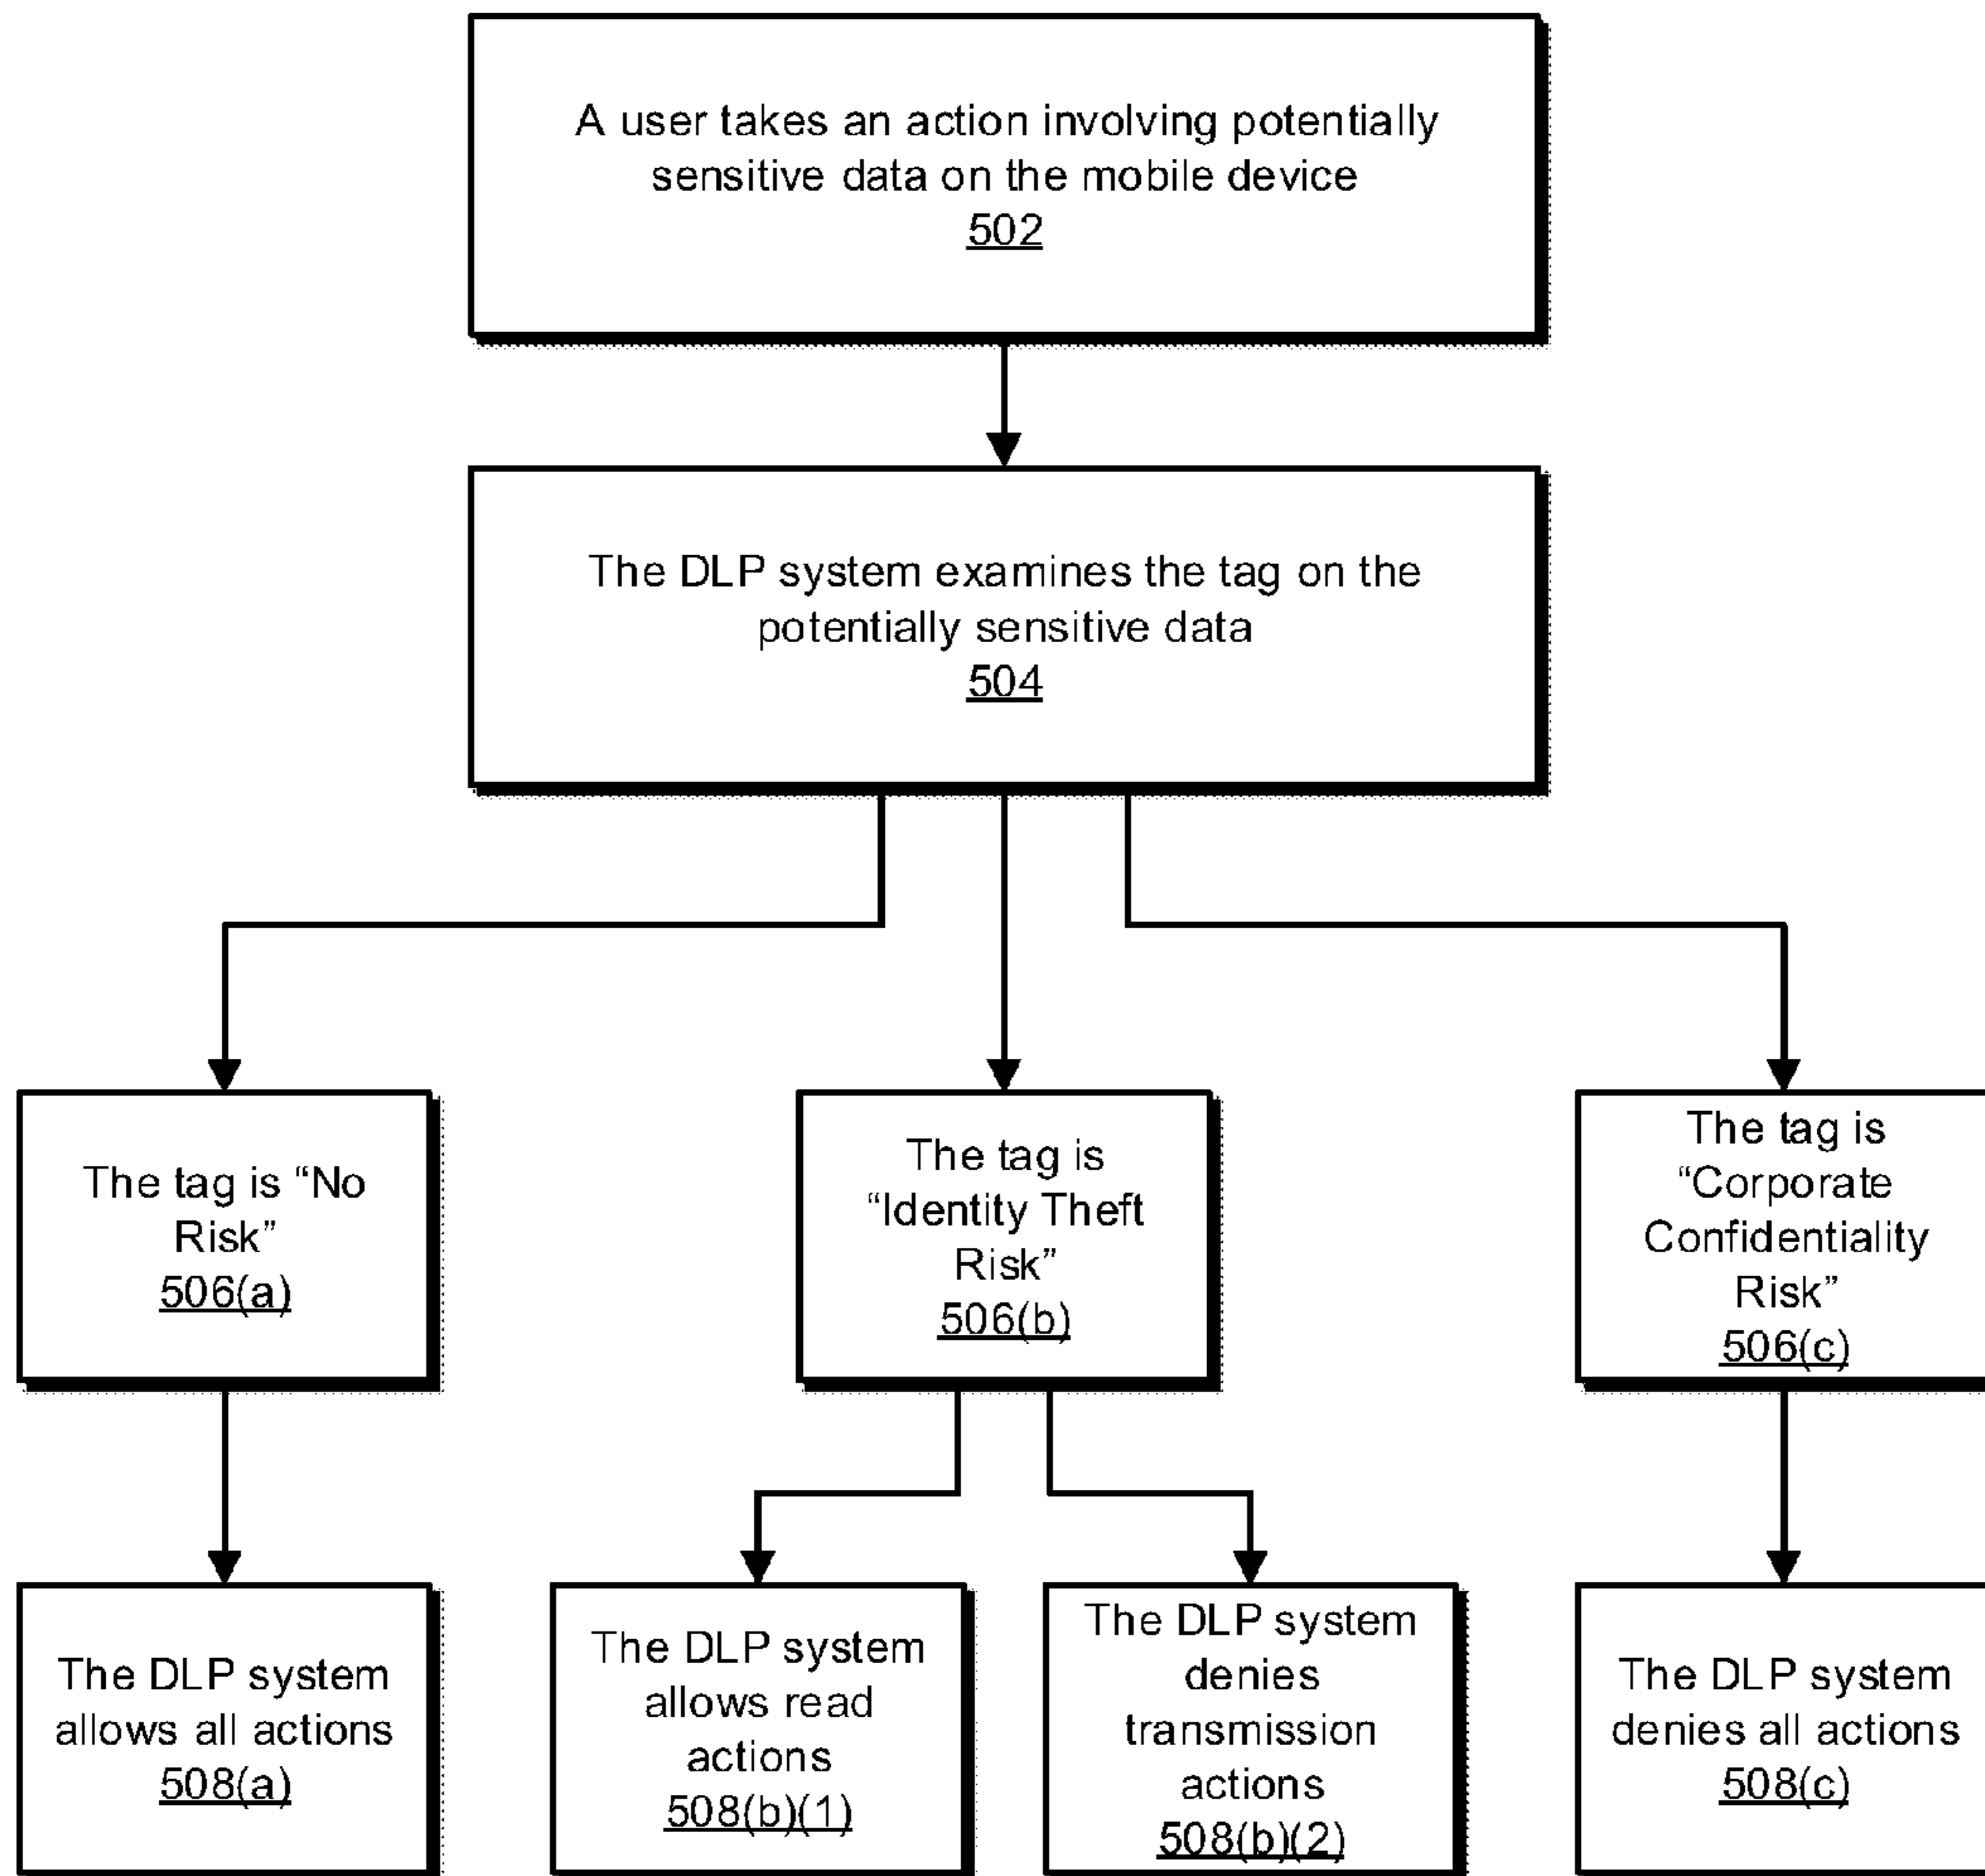 A user takes an action involving potentially
sensitive data on the mobile device
502
The DLP system examines the tag on the
potentially sensitive data
504
The tag is “No
Risk”
506(a)
The tag is
“Identity Theft
Risk”
506(b)
The tag is
“Corporate
Confidentiality
Risk”
506(c)
The DLP system
allows all actions
508(a)
The DLP system
allows read
actions
508(b)(1)
The DLP system
denies
transmission
actions
508(b)(2)
The DLP system
denies all actions
508(c)